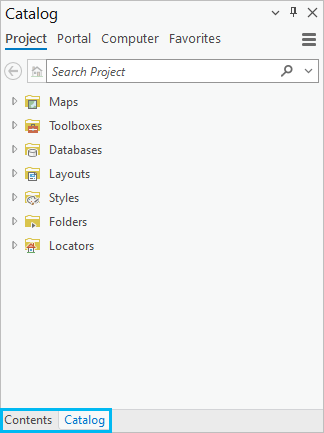 Catalog
Project Portal Computer Favorites
Search Project
Maps
Toolboxes
Databases
Layouts
Styles
Folders
Locators
Contents Catalog